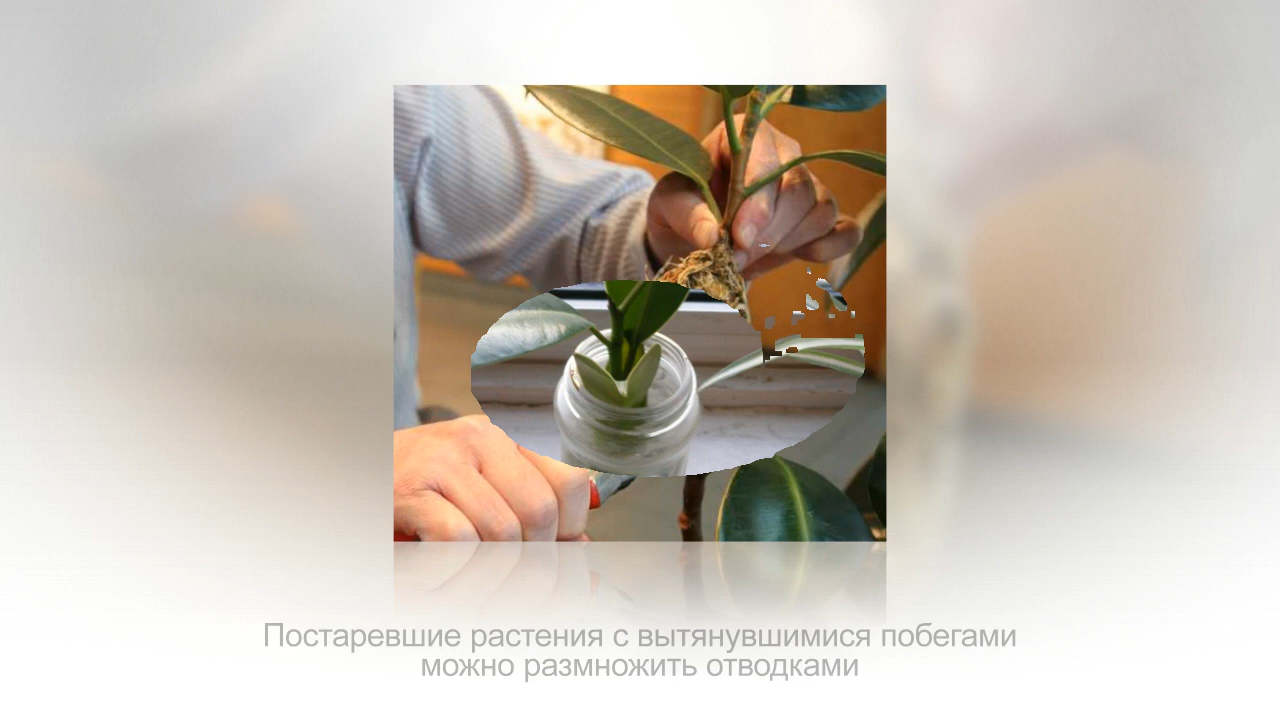 Постаревшие растения с вытянувшимися побегами
можно размножить отводками